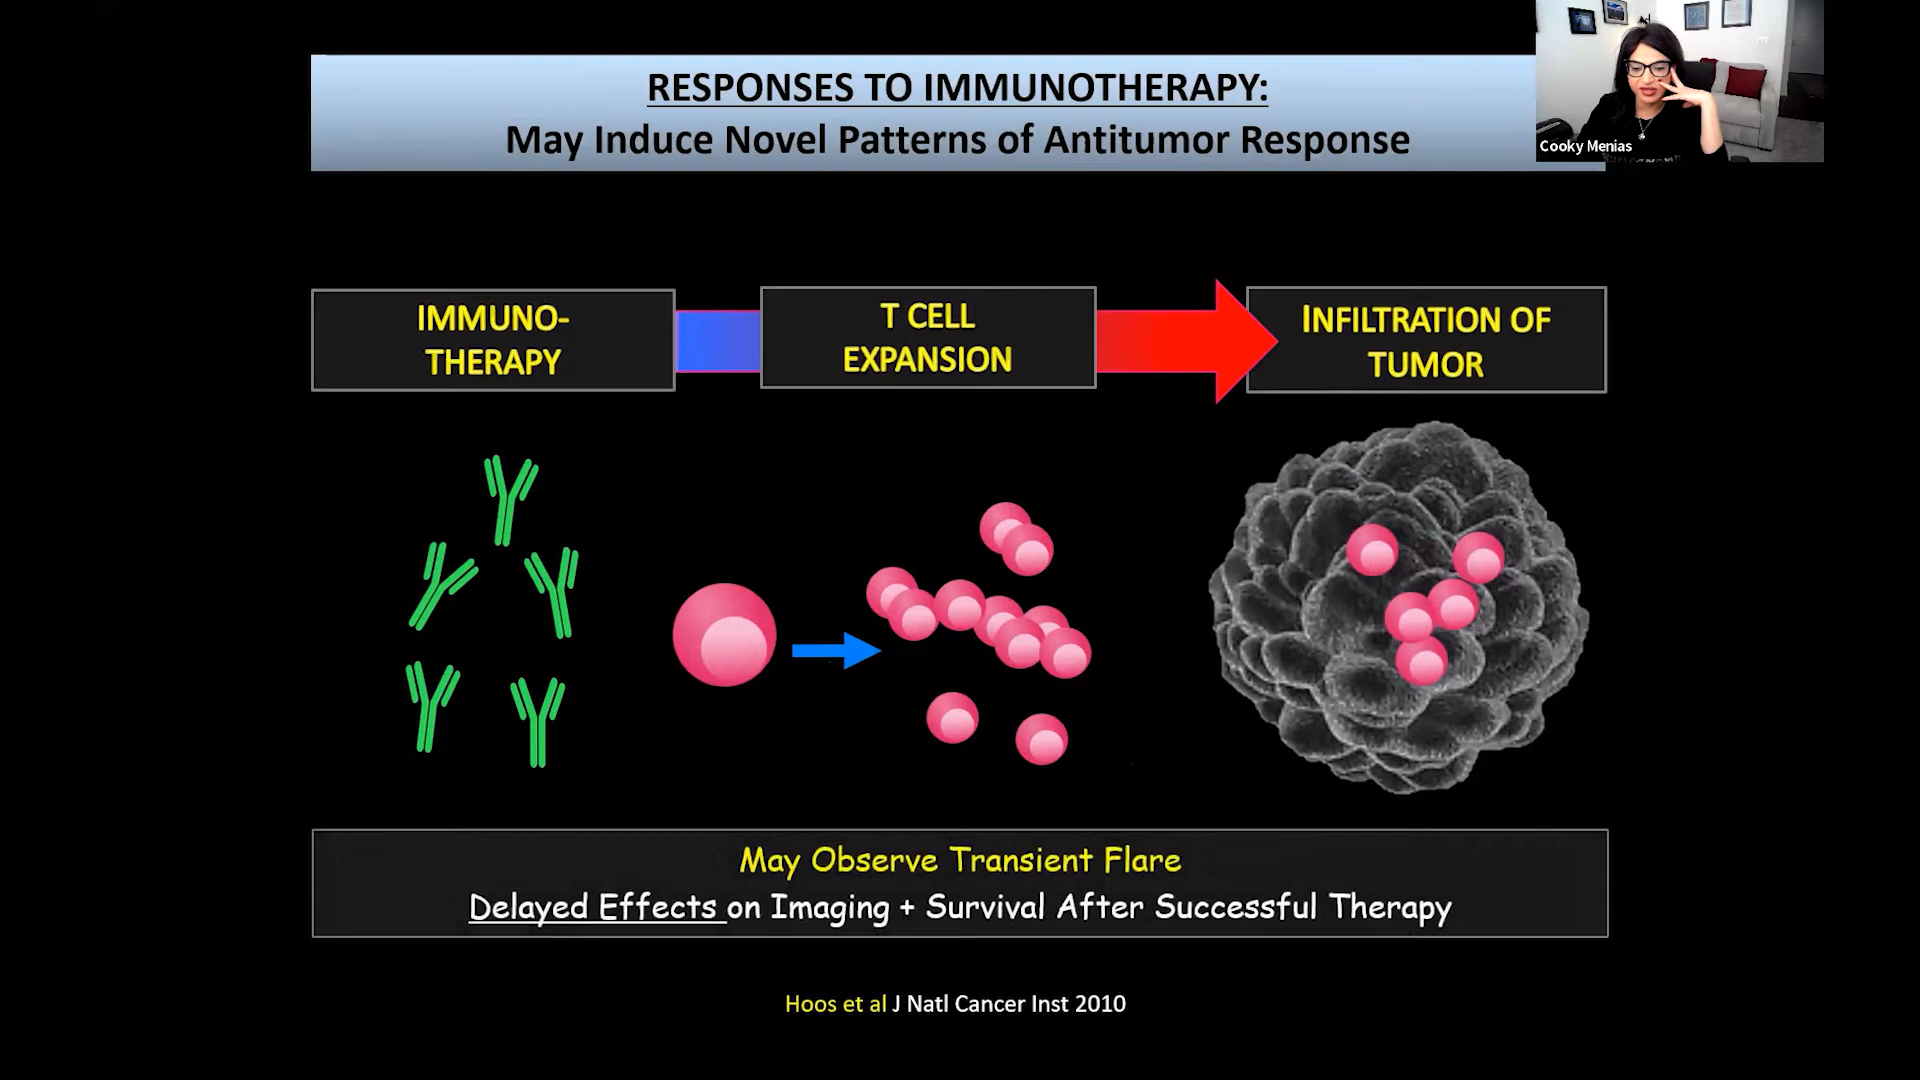 RESPONSES TO IMMUNOTHERAPY:
May Induce Novel Patterns of Antitumor Response
Cooky Menias
IMMUNO-
THERAPY
T CELL
EXPANSION
INFILTRATION OF
TUMOR
May Observe Transient Flare
Delayed Effects on Imaging + Survival After Successful Therapy
Hoos et al J Natl Cancer Inst 2010